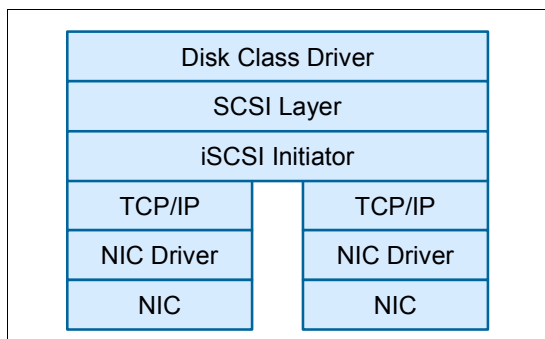 Disk Class Driver
SCSI Layer
iSCSI Initiator
TCP/IP TCP/IP
NIC Driver NIC Driver
NIC NIC